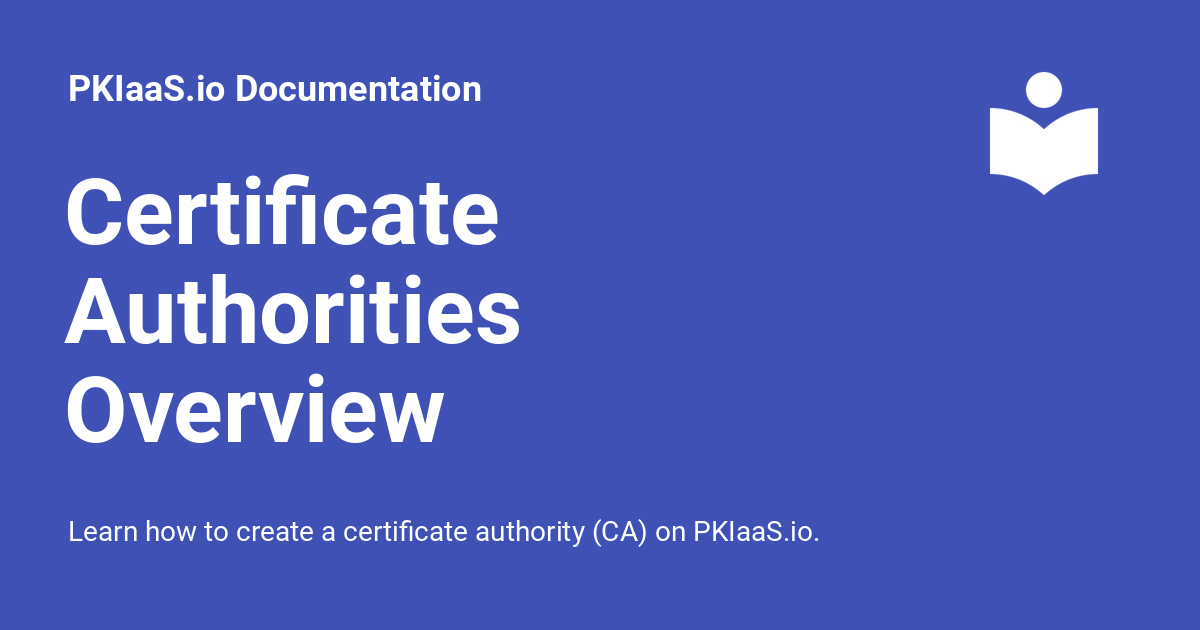 PKIaaS.io Documentation
Certificate
Authorities
Overview
Learn how to create a certificate authority (CA) on PKIaaS.io.